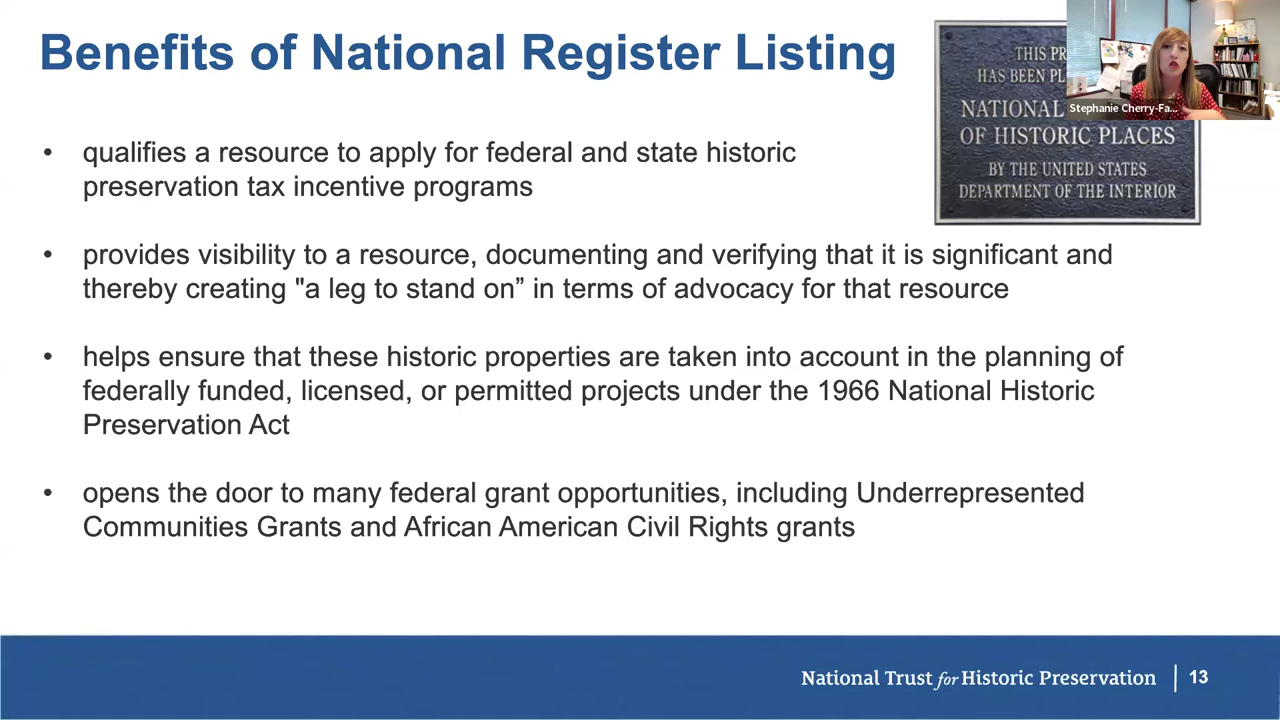 Benefits of National Register Listing
THIS
HAS BEEN
NATIONAL
OF HISTORIC PLACES
BY THE UNITED STATES
DEPARTMENT OF THE INTERIOR
Stephanie Cherry-Fa...
• qualifies a resource to apply for federal and state historic
preservation tax incentive programs
• provides visibility to a resource, documenting and verifying that it is significant and
thereby creating "a leg to stand on” in terms of advocacy for that resource
• helps ensure that these historic properties are taken into account in the planning of
federally funded, licensed, or permitted projects under the 1966 National Historic
Preservation Act
• opens the door to many federal grant opportunities, including Underrepresented
Communities Grants and African American Civil Rights grants
National Trust for Historic Preservation | 13